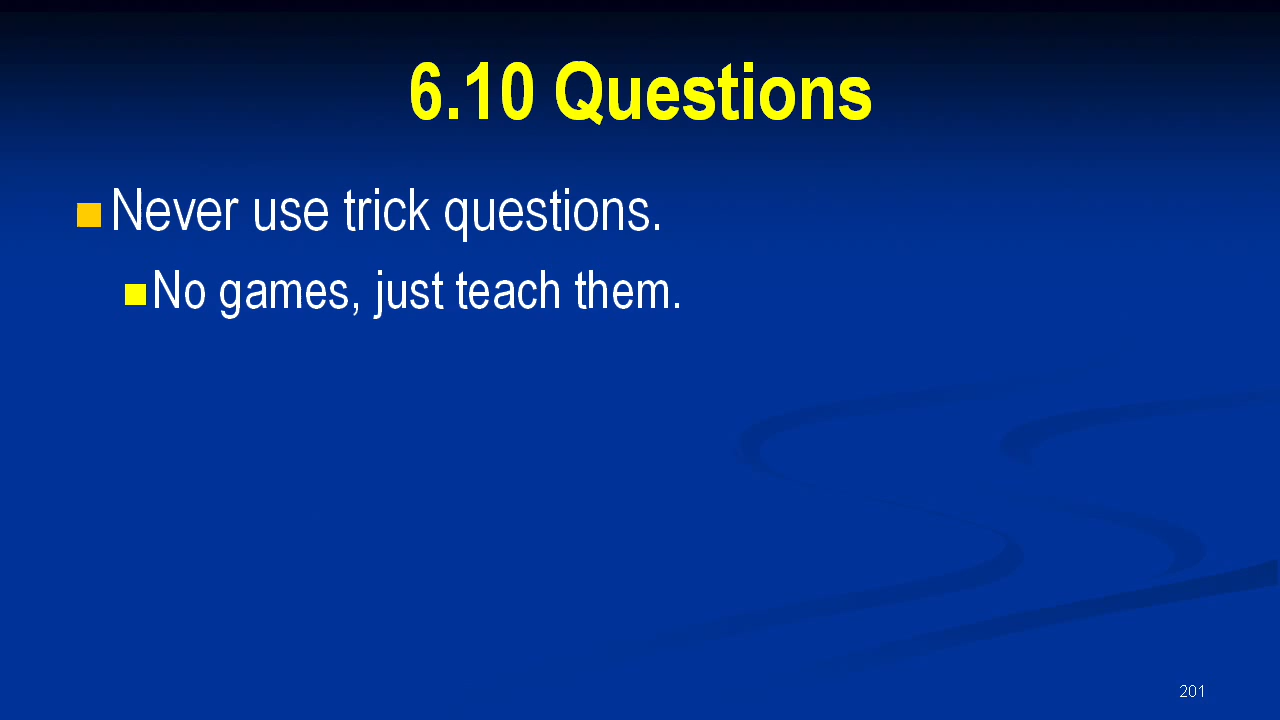 6.10 Questions
Never use trick questions.
No games, just teach them.
201